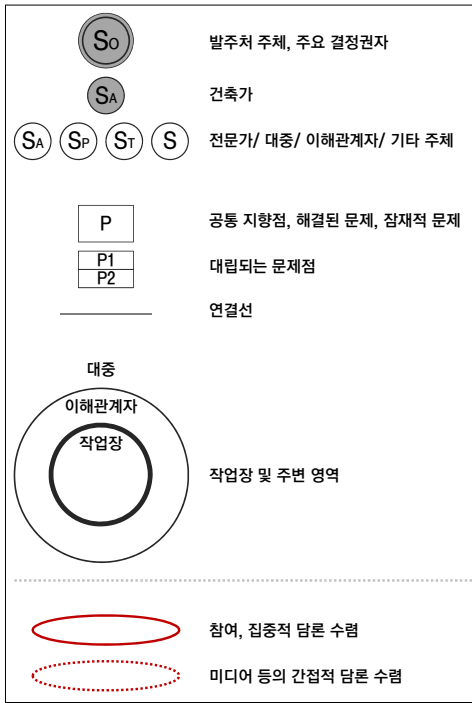 So 발주처 주체, 주요 결정권자
SA 건축가
SA SP ST S 전문가/ 대중/ 이해관계자/ 기타 주체
P 공통 지향점, 해결된 문제, 잠재적 문제
P1
P2
대립되는 문제점
연결선
대중
이해관계자
작업장
작업장 및 주변 영역
참여, 집중적 담론 수렴
미디어 등의 간접적 담론 수렴